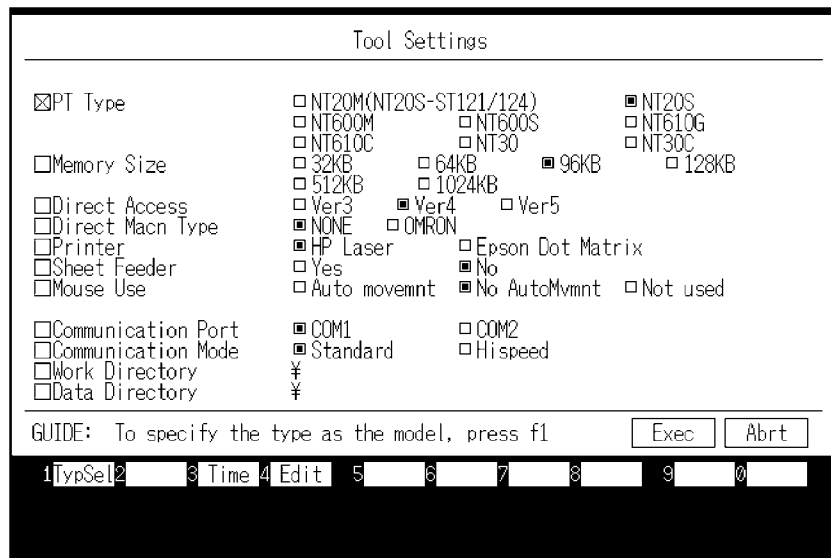 Tool Settings
PT Type NT20M(NT20S-ST121/124) NT20S
NT600M NT600S NT610G
NT610C NT30 NT30C
Memory Size 32KB 64KB 96KB 128KB
512KB 1024KB
Direct Access Ver3 Ver4 Ver5
Direct Macn Type NONE OMRON
Printer HP Laser Epson Dot Matrix
Sheet Feeder Yes No
Mouse Use Auto movemnt No AutoMvmnt Not used
Communication Port COM1 COM2
Communication Mode Standard Hispeed
Work Directory ¥
Data Directory ¥
GUIDE: To specify the type as the model, press f1 Exec Abrt
1 TypSel 2 3 Time 4 Edit 5 6 7 8 9 0